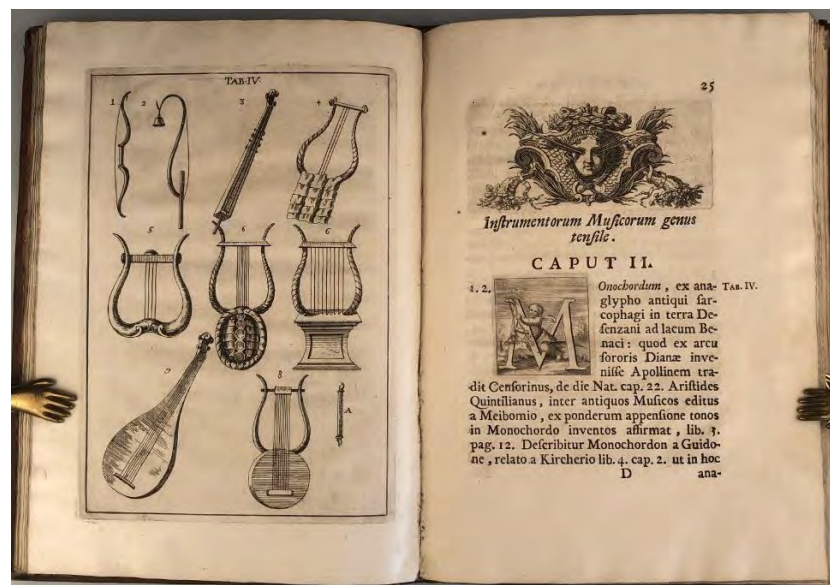 TAB·IV·
1.
2
3
4
5
6
6
8
A
25
Inſtrumentorum Muſicorum genus
tenſile.
CAPUT II.
1. 2. MOnochordum, ex ana- TAB. IV.
glypho antiqui ſar-
cophagi in terra De-
ſenzani ad lacum Be-
naci: quod ex arcu
ſororis Dianæ inve-
niſſe Apollinem tra-
dit Cenſorinus, de die Nat. cap. 22. Ariſtides
Quintilianus, inter antiquos Muſicos editus
a Meibomio, ex ponderum appenſione tonos
in Monochordo inventos affirmat, lib. 3.
pag. 12. Deſcribitur Monochordon a Guido-
ne, relato a Kircherio lib. 4. cap. 2. ut in hoc
D ana-